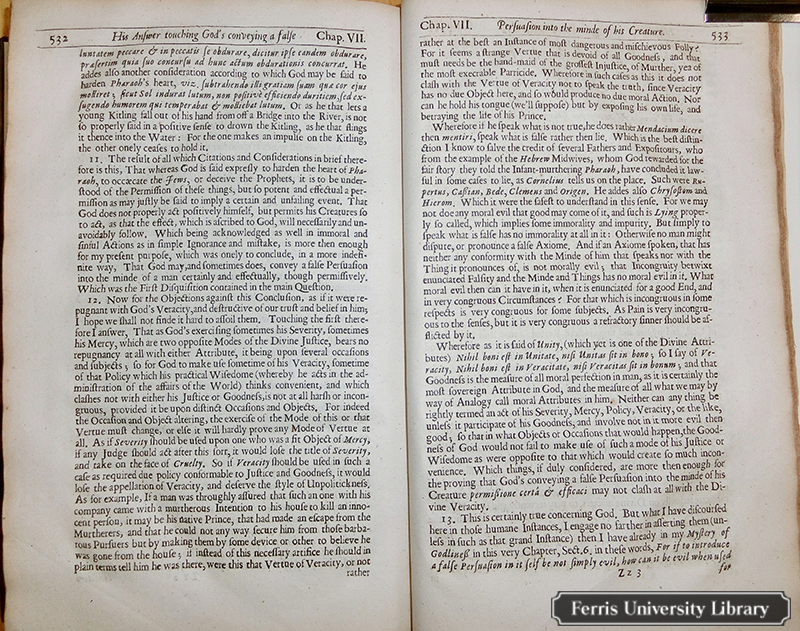 532 His Answer touching God's conveying a false Chap. VII.
luntatem peccare & in peccatis ſe obdurare, dicitur ipſe eandem obdurare,
præſertim quia ſuo concurſu ad hunc actum obdurationis concurrat. He
addes alſo another conſideration according to which God may be ſaid to
harden Pharaoh's heart, viz. ſubtrahendo illi gratiam ſuam quæ cor ejus
molliret; ſicut Sol indurat lutum, non poſitivè efficiendo duritiem, ſed ex-
ſugendo humorem qui temperabat & molliebat lutum. Or as he that lets a
young Kitling fall out of his hand from off a Bridge into the River, is not
ſo properly ſaid in a poſitive ſenſe to drown the Kitling, as he that flings
it thence into the Water: For the one makes an impulſe on the Kitling,
the other onely ceaſes to hold it.
11. The reſult of all which Citations and Conſiderations in brief there-
fore is this, That whereas God is ſaid expreſly to harden the heart of Pha-
raoh, to occæcate the Jews, or deceive the Prophets, it is to be under-
ſtood of the Permiſſion of theſe things, but ſo potent and effectual a per-
miſſion as may juſtly be ſaid to imply a certain and unfailing event. That
God does not properly act poſitively himſelf, but permits his Creatures ſo
to act, as that the effect, which is aſcribed to God, will neceſſarily and un-
avoidably follow. Which being acknowledged as well in immoral and
ſinful Actions as in ſimple Ignorance and miſtake, is more then enough
for my preſent purpoſe, which was onely to conclude, in a more indefi-
nite way, That God may, and ſometimes does, convey a falſe Perſuaſion
into the minde of a man certainly and effectually, though permiſſively.
Which was the Firſt Diſquiſition contained in the main Queſtion.
12. Now for the Objections againſt this Concluſion, as if it were re-
pugnant with God's Veracity, and deſtructive of our truſt and belief in him;
I hope we ſhall not finde it hard to aſſoil them. Touching the firſt there-
fore I anſwer, That as God's exerciſing ſometimes his Severity, ſometimes
his Mercy, which are two oppoſite Modes of the Divine Juſtice, bears no
repugnancy at all with either Attribute, it being upon ſeveral occaſions
and ſubjects; ſo for God to make uſe ſometime of his Veracity, ſometime
of that Policy which his practical Wiſedome (whereby he acts in the ad-
miniſtration of the affairs of the World) thinks convenient, and which
claſhes not with either his Juſtice or Goodneſs, is not at all harſh or incon-
gruous, provided it be upon diſtinct Occaſions and Objects. For indeed
the Occaſion and Object altering, the exerciſe of the Mode of this or that
Vertue muſt change, or elſe it will hardly prove any Mode of Vertue at
all. As if Severity ſhould be uſed upon one who was a fit Object of Mercy,
if any Judge ſhould act after this ſort, it would loſe the title of Severity,
and take on the face of Cruelty. So if Veracity ſhould be uſed in ſuch a
caſe as required due policy conformable to Juſtice and Goodneſs, it would
loſe the appellation of Veracity, and deſerve the ſtyle of Unpolitickneſs.
As for example, If a man was throughly aſſured that ſuch an one with his
company came with a murtherous Intention to his houſe to kill an inno-
cent perſon, it may be his native Prince, that had made an eſcape from the
Murtherers, and that he could not any way ſecure him from thoſe barba-
rous Purſuers but by making them by ſome device or other to believe he
was gone from the houſe; if inſtead of this neceſſary artifice he ſhould in
plain terms tell him he was there, were this that Vertue of Veracity, or not
rather
Chap. VII. Perſuaſion into the minde of his Creature. 533
rather at the beſt an Inſtance of moſt dangerous and miſchievous Folly?
For it ſeems a ſtrange Vertue that is devoid of all Goodneſs, and that
muſt needs be the hand-maid of the groſſeſt Injuſtice, of Murther, yea of
the moſt execrable Parricide. Wherefore in ſuch caſes as this it does not
claſh with the Vertue of Veracity not to ſpeak the truth, ſince Veracity
has no due Object here, and ſo would produce no due moral Action. Nor
can he hold his tongue (we'll ſuppoſe) but by expoſing his own life, and
betraying the life of his Prince.
Wherefore if he ſpeak what is not true, he does rather Mendacium dicere
then mentiri, ſpeak what is falſe rather then lie. Which is the beſt diſtin-
ction I know to ſalve the credit of ſeveral Fathers and Expoſitours, who
from the example of the Hebrew Midwives, whom God rewarded for the
fair ſtory they told the Infant-murthering Pharaoh, have concluded it law-
ful in ſome caſes to lie, as Cornelius tells us on the place. Such were Ru-
pertus, Caſſian, Bede, Clemens and Origen. He addes alſo Chryſoſtom and
Hierom. Which it were the ſafeſt to underſtand in this ſenſe. For we may
not doe any moral evil that good may come of it, and ſuch is Lying proper-
ly ſo called, which implies ſome immorality and impurity. But ſimply to
ſpeak what is falſe has no immorality at all in it: Otherwiſe no man might
diſpute, or pronounce a falſe Axiome. And if an Axiome ſpoken, that has
neither any conformity with the Minde of him that ſpeaks nor with the
Thing it pronounces of, is not morally evil; that Incongruity betwixt
enunciated Falſity and the Minde and Things has no moral evil in it. What
moral evil then can it have in it, when it is enunciated for a good End, and
in very congruous Circumſtances? For that which is incongruous in ſome
reſpects is very congruous for ſome ſubjects. As Pain is very incongru-
ous to the ſenſes, but it is very congruous a refractory ſinner ſhould be af-
flicted by it.
Wherefore as it is ſaid of Unity, (which yet is one of the Divine Attri-
butes) Nihil boni eſt in Unitate, niſi Unitas ſit in bono; ſo I ſay of Ve-
racity, Nihil boni eſt in Veracitate, niſi Veracitas ſit in bonum; and that
Goodneſs is the meaſure of all moral perfection in man, as it is certainly the
moſt ſovereign Attribute in God, and the meaſure of all what we may by
way of Analogy call moral Attributes in him. Neither can any thing be
rightly termed an act of his Severity, Mercy, Policy, Veracity, or the like,
unleſs it participate of his Goodneſs, and involve not in it more evil then
good; ſo that in what Objects or Occaſions that would happen, the Good-
neſs of God would not fail to make uſe of ſuch a mode of his Juſtice or
Wiſedome as were oppoſite to that which would create ſo much incon-
venience. Which things, if duly conſidered, are more then enough for
the proving that God's conveying a falſe Perſuaſion into the minde of his
Creature permiſſione certâ & efficaci may not claſh at all with the Di-
vine Veracity.
13. This is certainly true concerning God. But what I have diſcourſed
here in thoſe humane Inſtances, I engage no farther in aſſerting them (un-
leſs in ſuch as that grand Inſtance) then I have already in my Myſtery of
Godlineſs in this very Chapter, Sect. 6. in theſe words, For if to introduce
a falſe Perſuaſion in it ſelf be not ſimply evil, how can it be evil when uſed
Zz 3 for
Ferris University Library